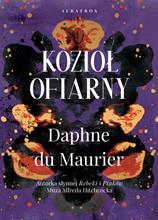 ALBATROS
KOZIOŁ
OFIARNY
Daphne
du Maurier
Autorka słynnej Rebeki i Ptaków
Muza Alfreda Hitchcocka